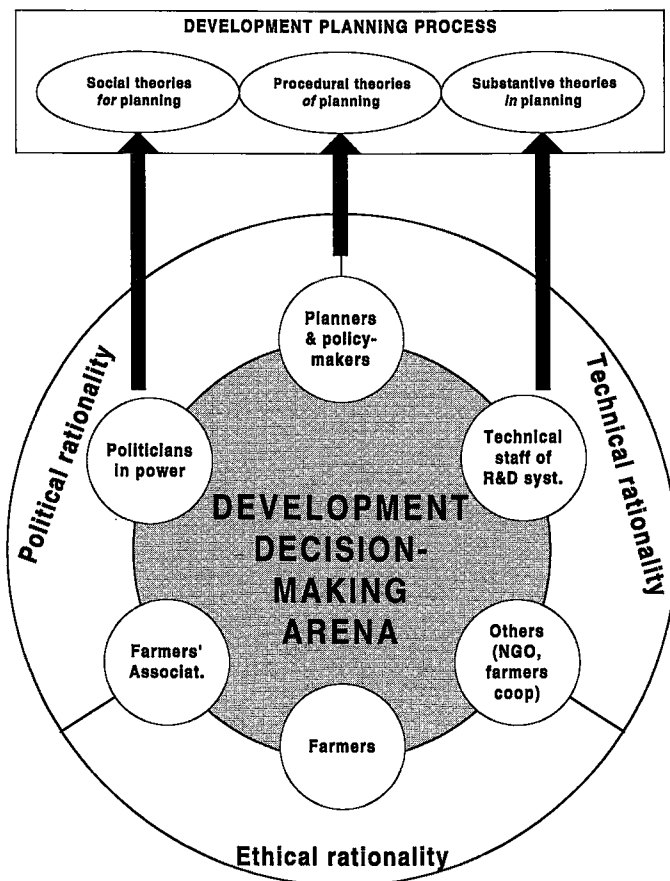 DEVELOPMENT PLANNING PROCESS
Social theories
for planning
Procedural theories
of planning
Substantive theories
in planning
Planners
& policy-
makers
Political rationality
Technical rationality
Politicians
in power
Technical
staff of
R&D syst.
DEVELOPMENT
DECISION-
MAKING
ARENA
Farmers'
Associat.
Others
(NGO,
farmers
coop)
Farmers
Ethical rationality